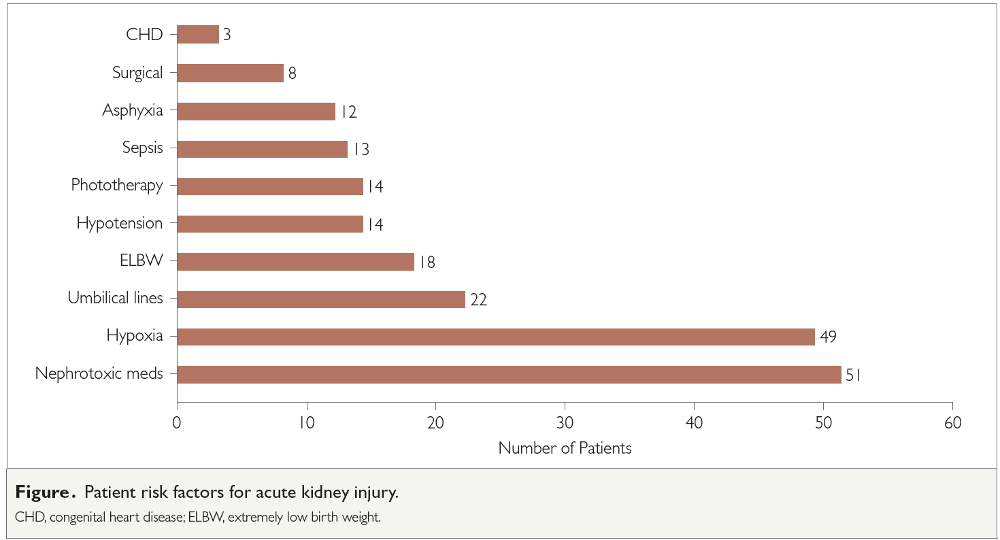 CHD 3
Surgical 8
Asphyxia 12
Sepsis 13
Phototherapy 14
Hypotension 14
ELBW 18
Umbilical lines 22
Hypoxia 49
Nephrotoxic meds 51
0 10 20 30 40 50 60
Number of Patients
Figure. Patient risk factors for acute kidney injury.
CHD, congenital heart disease; ELBW, extremely low birth weight.